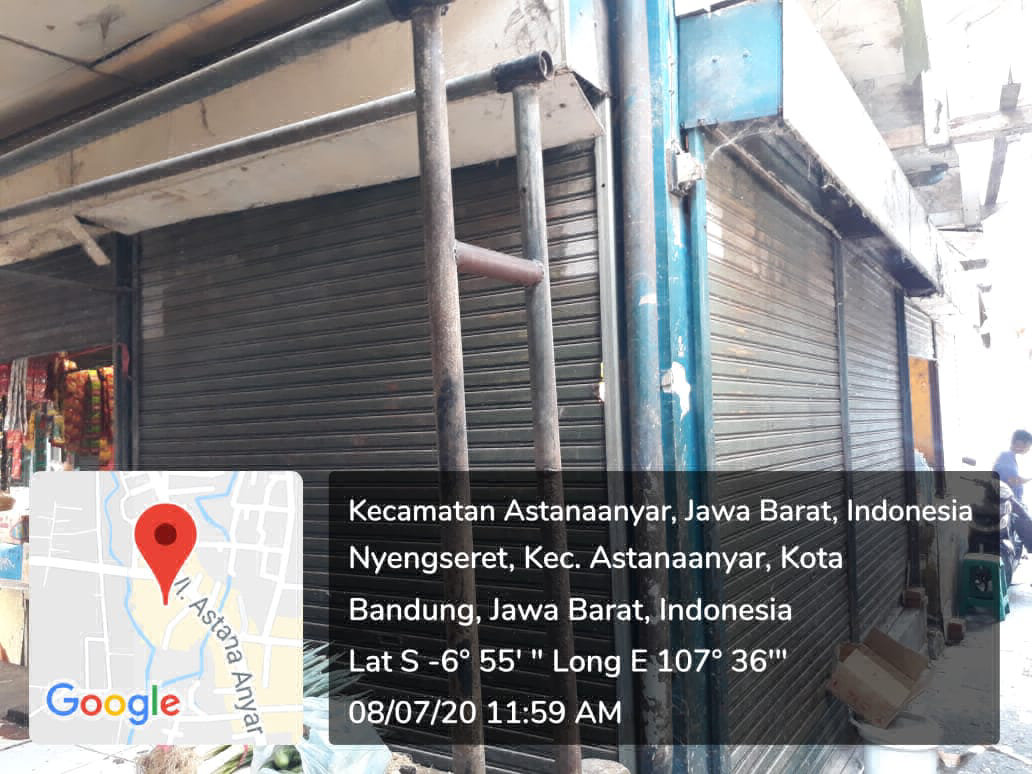 Kecamatan Astanaanyar, Jawa Barat, Indonesia
Nyengseret, Kec. Astanaanyar, Kota
Bandung, Jawa Barat, Indonesia
Lat S -6° 55' " Long E 107° 36'"
08/07/20 11:59 AM
Jl. Astana Anyar
Google